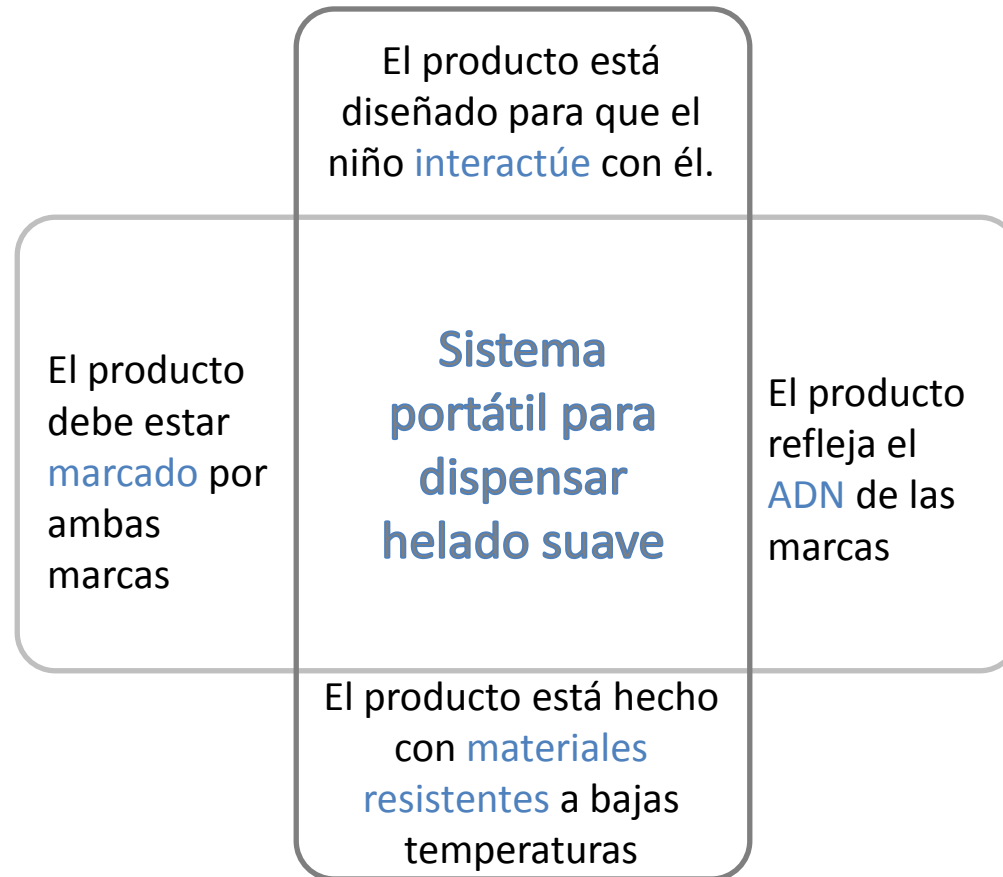 El producto está
diseñado para que el
niño interactúe con él.
El producto
debe estar
marcado por
ambas
marcas
Sistema
portátil para
dispensar
helado suave
El producto
refleja el
ADN de las
marcas
El producto está hecho
con materiales
resistentes a bajas
temperaturas